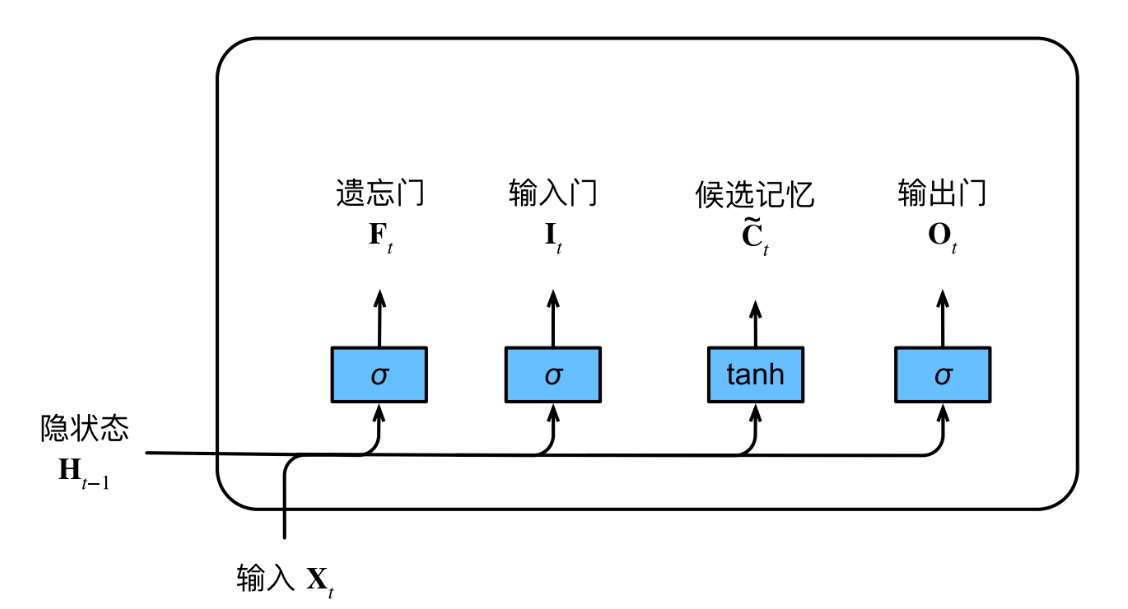 遗忘门 输入门 候选记忆 输出门
F_t I_t C̃_t O_t
σ σ tanh σ
隐状态
H_{t−1}
输入 X_t